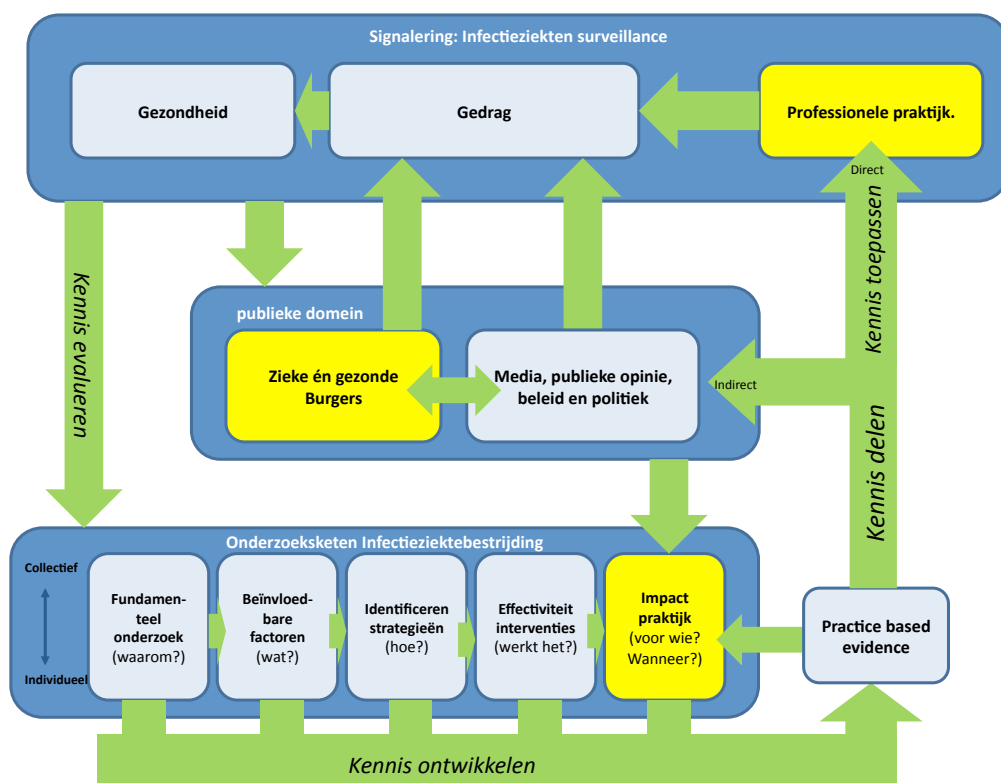 Signalering: Infectieziekten surveillance
Gezondheid
Gedrag
Professionele praktijk.
Direct
Kennis toepassen
Kennis evalueren
publieke domein
Zieke én gezonde
Burgers
Media, publieke opinie,
beleid en politiek
Indirect
Kennis delen
Onderzoeksketen Infectieziektebestrijding
Collectief
Individueel
Fundamen-
teel
onderzoek
(waarom?)
Beïnvloed-
bare
factoren
(wat?)
Identificeren
strategieën
(hoe?)
Effectiviteit
interventies
(werkt het?)
Impact
praktijk
(voor wie?
Wanneer?)
Practice based
evidence
Kennis ontwikkelen